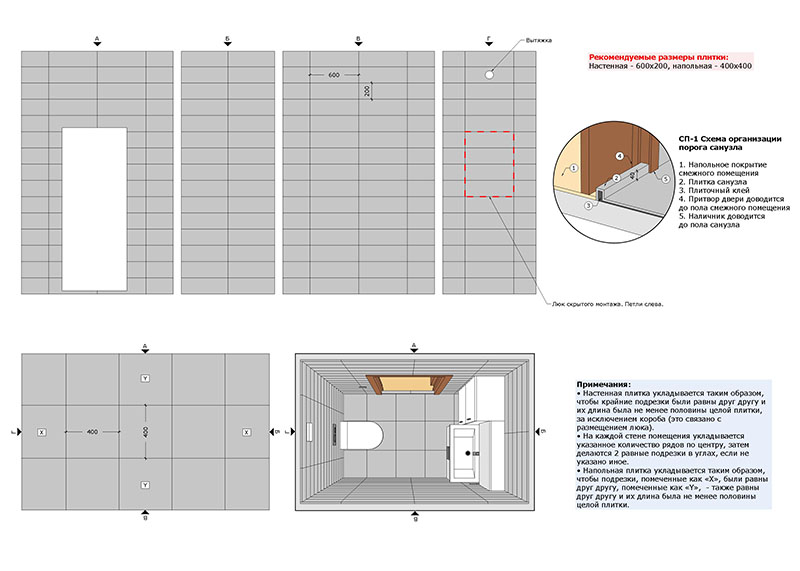 А
Б
В
Г
Вытяжка
600
200
Рекомендуемые размеры плитки:
Настенная - 600x200, напольная - 400x400
СП-1 Схема организации
порога санузла
1. Напольное покрытие
смежного помещения
2. Плитка санузла
3. Плиточный клей
4. Притвор двери доводится
до пола смежного помещения
5. Наличник доводится
до пола санузла
1
2
3
4
5
Люк скрытого монтажа. Петли слева.
А
Y
Г
X
400
400
X
Б
Y
В
А
Г
Б
В
Примечания:
• Настенная плитка укладывается таким образом,
чтобы крайние подрезки были равны друг другу и
их длина была не менее половины целой плитки,
за исключением короба (это связано с
размещением люка).
• На каждой стене помещения укладывается
указанное количество рядов по центру, затем
делаются 2 равные подрезки в углах, если не
указано иное.
• Напольная плитка укладывается таким образом,
чтобы подрезки, помеченные как «X», были равны
друг другу, помеченные как «Y», - также равны
друг другу и их длина была не менее половины
целой плитки.